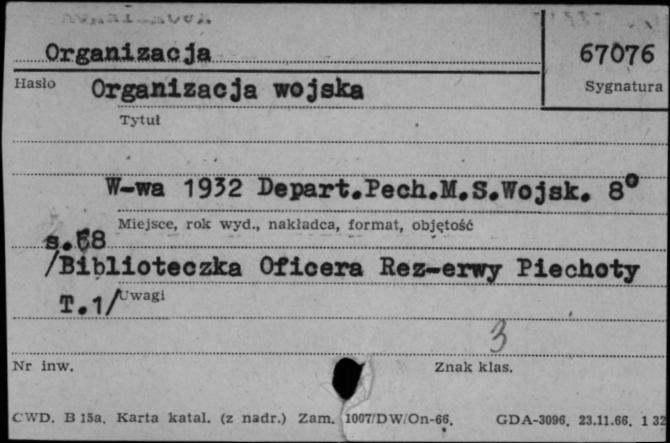 Organizacja
67076
Hasło
Organizacja wojska
Sygnatura
Tytuł
W-wa 1932 Depart.Pech.M.S.Wojsk. 8°
Miejsce, rok wyd., nakładca, format, objętość
s.68
/Biblioteczka Oficera Rez-erwy Piechoty
T.1/
Uwagi
3
Nr inw.
Znak klas.
CWD. B 15a. Karta katal. (z nadr.) Zam. 1007/DW/On-66. GDA-3096. 23.11.66. 1 32